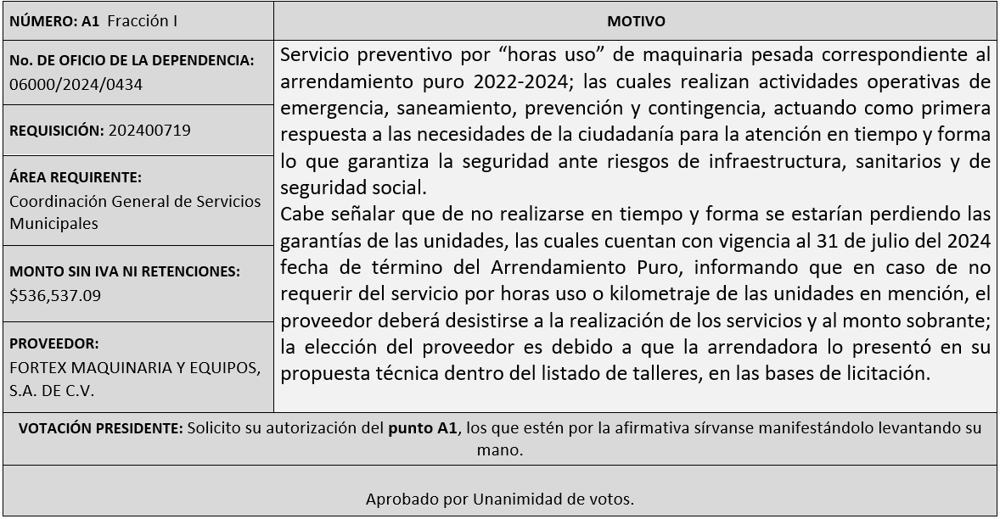 NÚMERO: A1 Fracción I
MOTIVO
No. DE OFICIO DE LA DEPENDENCIA:
06000/2024/0434
REQUISICIÓN: 202400719
ÁREA REQUIRENTE:
Coordinación General de Servicios
Municipales
MONTO SIN IVA NI RETENCIONES:
$536,537.09
PROVEEDOR:
FORTEX MAQUINARIA Y EQUIPOS,
S.A. DE C.V.
Servicio preventivo por “horas uso” de maquinaria pesada correspondiente al
arrendamiento puro 2022-2024; las cuales realizan actividades operativas de
emergencia, saneamiento, prevención y contingencia, actuando como primera
respuesta a las necesidades de la ciudadanía para la atención en tiempo y forma
lo que garantiza la seguridad ante riesgos de infraestructura, sanitarios y de
seguridad social.
Cabe señalar que de no realizarse en tiempo y forma se estarían perdiendo las
garantías de las unidades, las cuales cuentan con vigencia al 31 de julio del 2024
fecha de término del Arrendamiento Puro, informando que en caso de no
requerir del servicio por horas uso o kilometraje de las unidades en mención, el
proveedor deberá desistirse a la realización de los servicios y al monto sobrante;
la elección del proveedor es debido a que la arrendadora lo presentó en su
propuesta técnica dentro del listado de talleres, en las bases de licitación.
VOTACIÓN PRESIDENTE: Solicito su autorización del punto A1, los que estén por la afirmativa sírvanse manifestándolo levantando su
mano.
Aprobado por Unanimidad de votos.